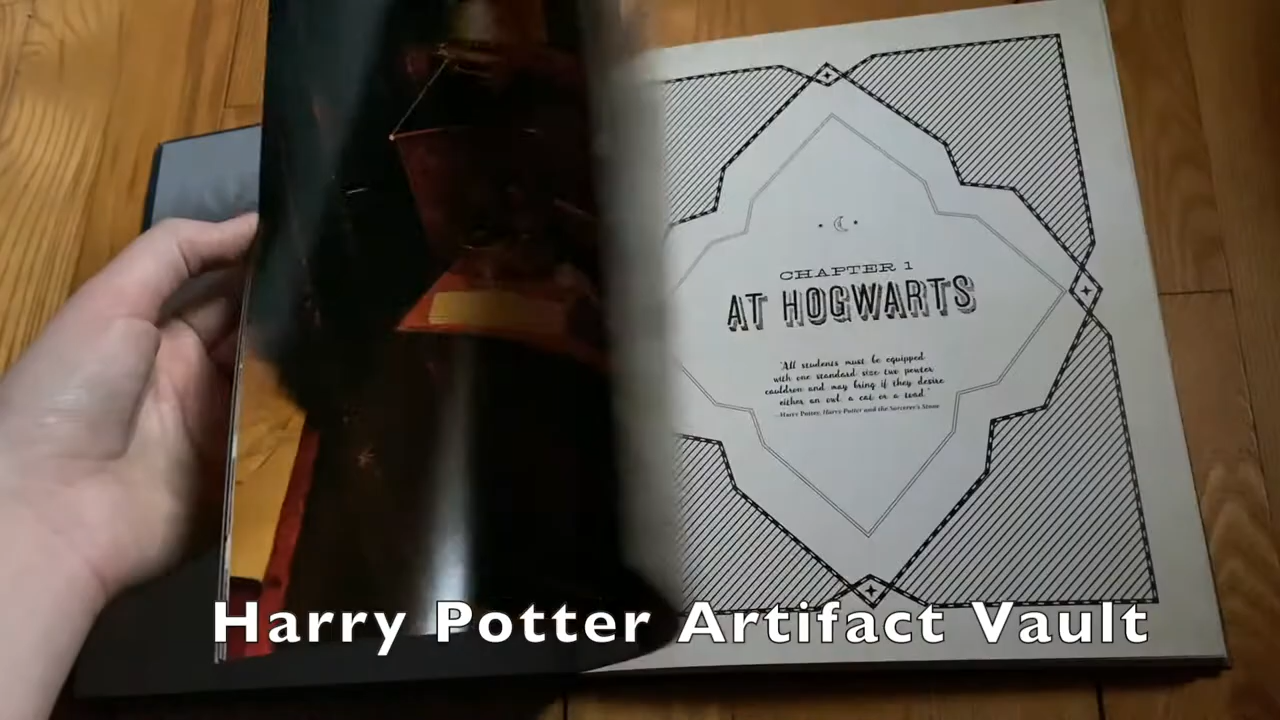 CHAPTER 1
AT HOGWARTS
"All students must be equipped
with one standard size two pewter
cauldron and may bring if they desire
either an owl, a cat or a toad"
—Harry Potter, Harry Potter and the Sorcerer's Stone
Harry Potter Artifact Vault